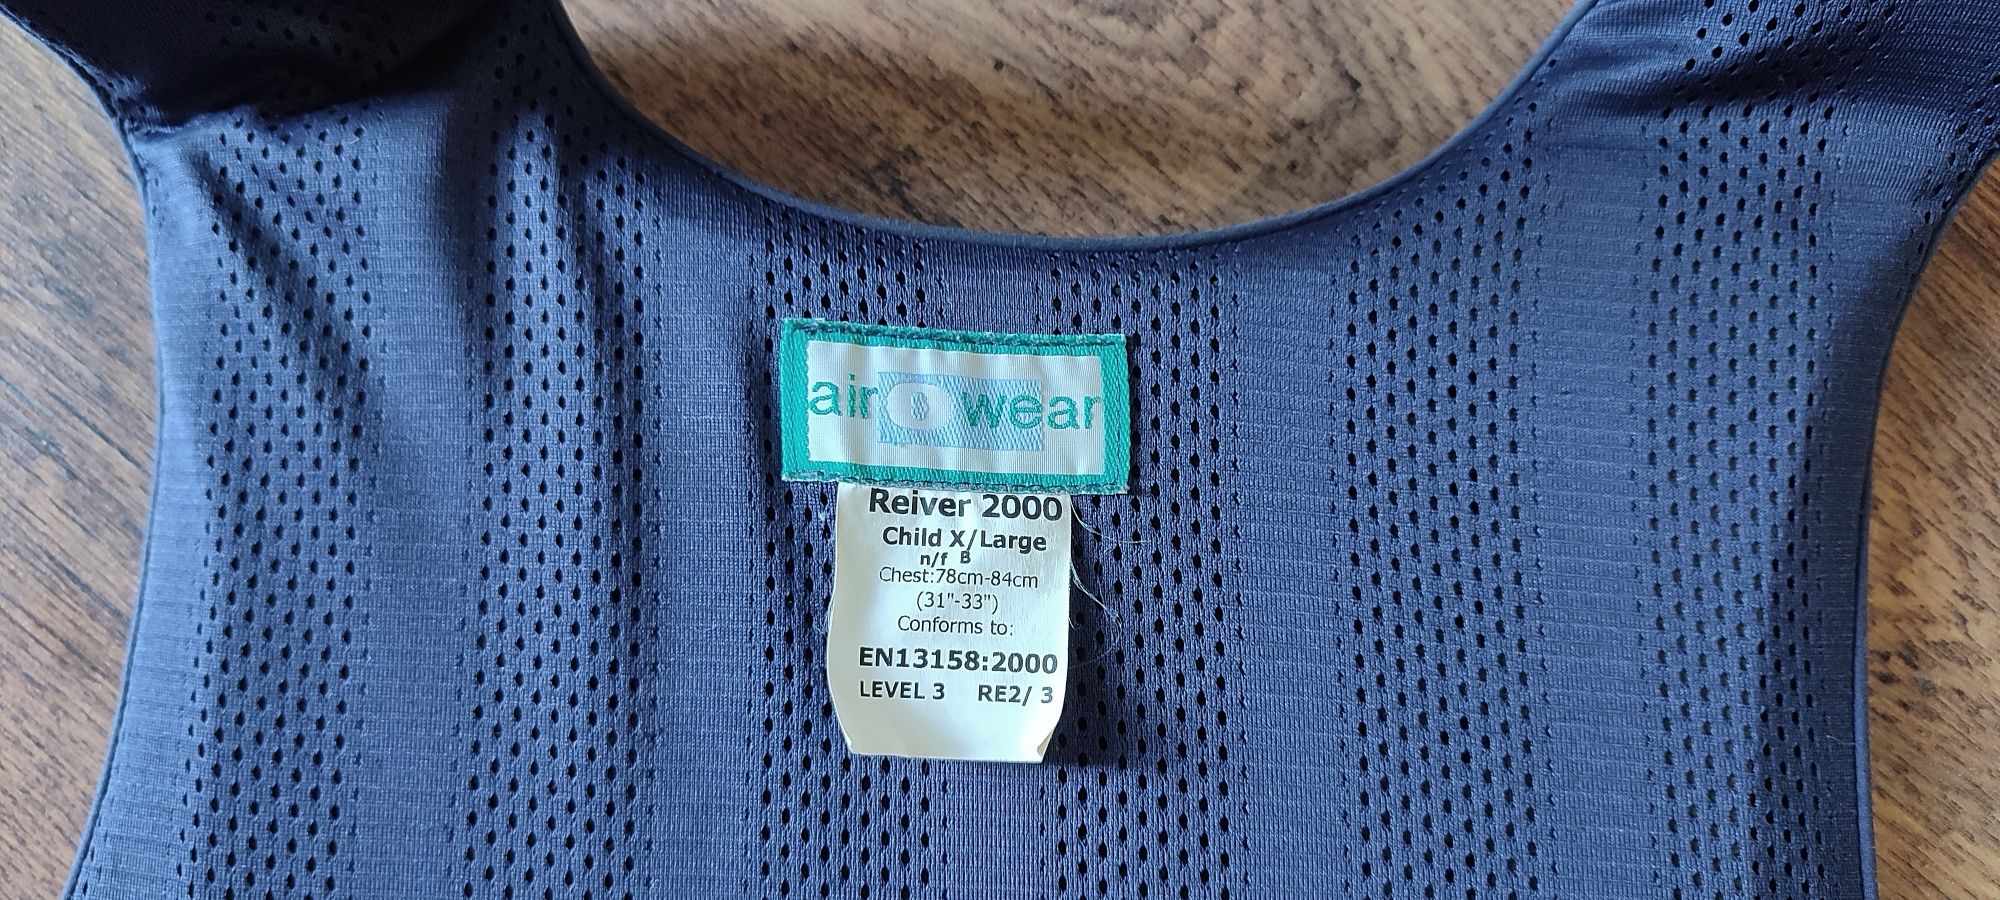 air wear
Reiver 2000
Child X/Large
n/f B
Chest:78cm-84cm
(31"-33")
Conforms to:
EN13158:2000
LEVEL 3 RE2/ 3